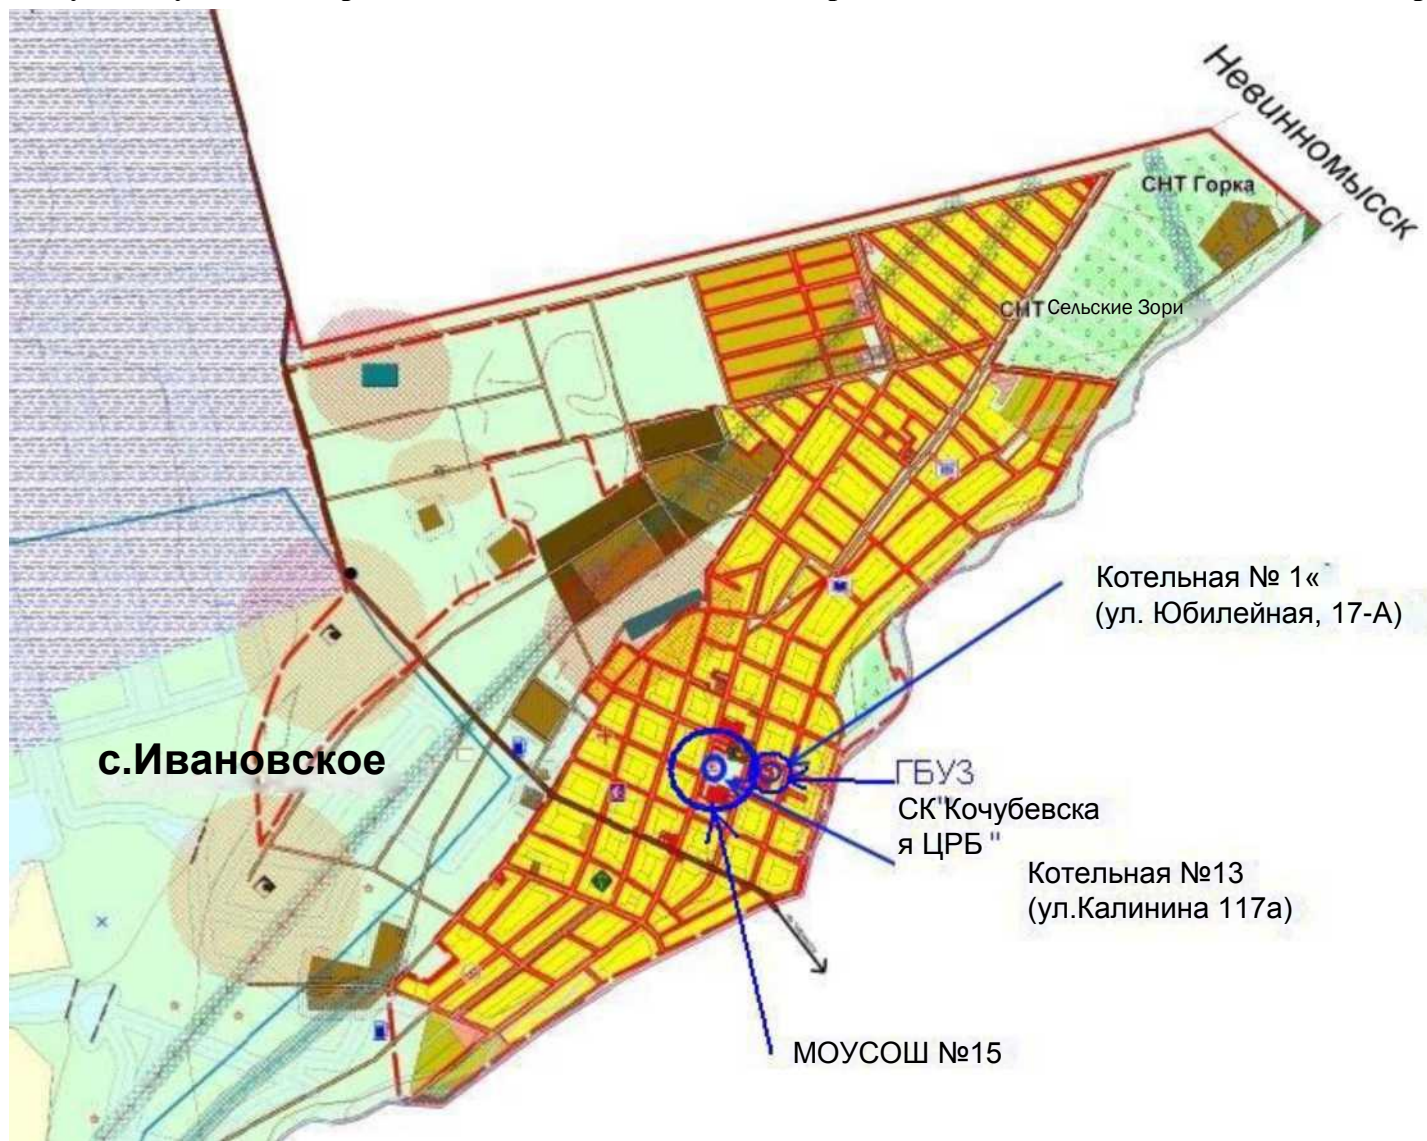 Невинномысск
СНТ Горка
СНТ Сельские Зори
Котельная № 1«
(ул. Юбилейная, 17-А)
с.Ивановское
ГБУЗ
СК"Кочубевска
я ЦРБ "
Котельная №13
(ул.Калинина 117а)
МОУСОШ №15